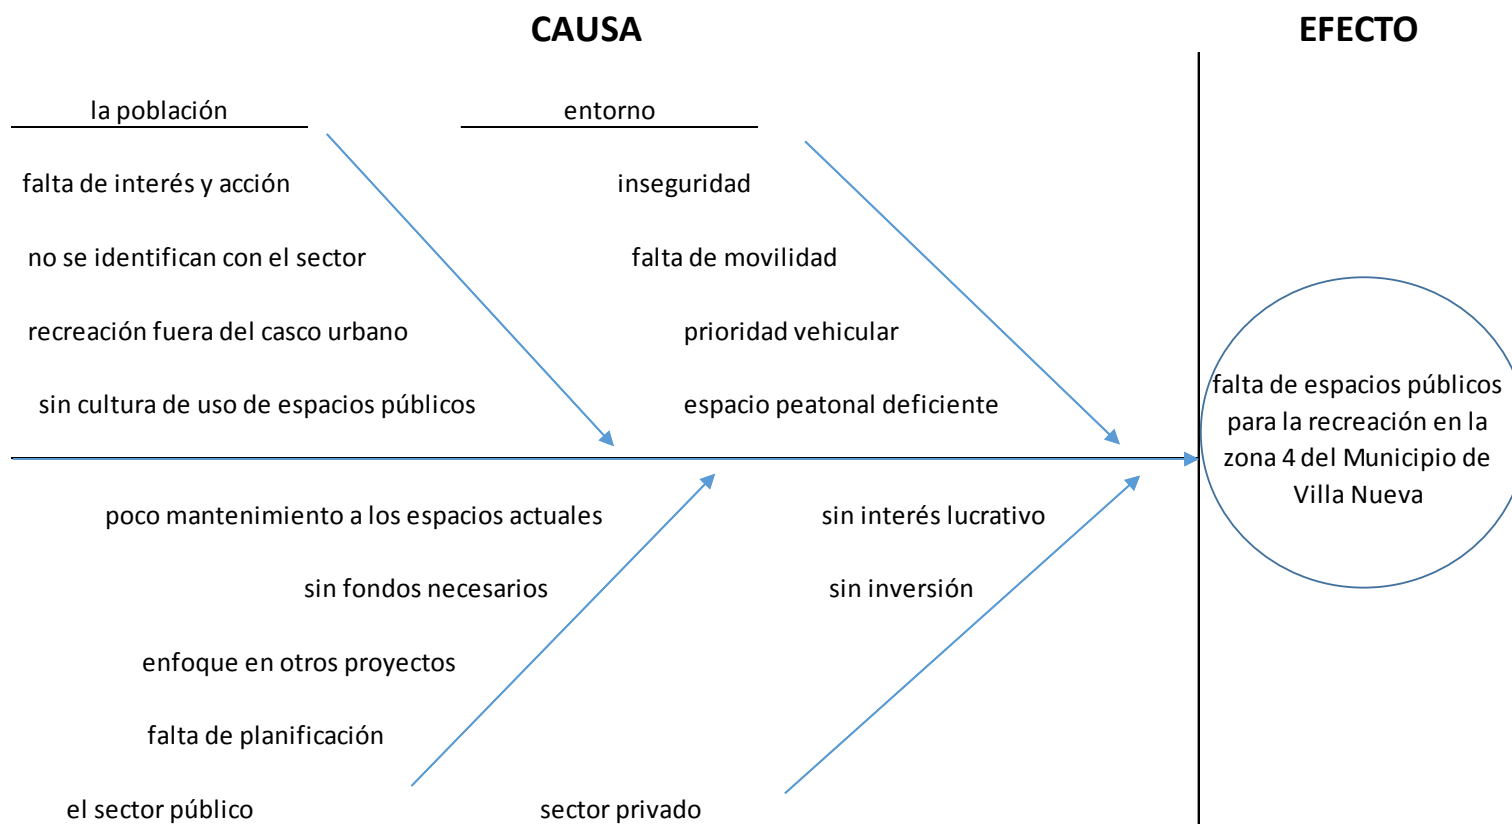 CAUSA
EFECTO
la población
entorno
falta de interés y acción
inseguridad
no se identifican con el sector
falta de movilidad
recreación fuera del casco urbano
prioridad vehicular
sin cultura de uso de espacios públicos
espacio peatonal deficiente
falta de espacios públicos
para la recreación en la
zona 4 del Municipio de
Villa Nueva
poco mantenimiento a los espacios actuales
sin interés lucrativo
sin fondos necesarios
sin inversión
enfoque en otros proyectos
falta de planificación
el sector público
sector privado